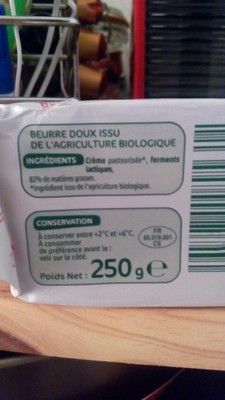 BEURRE DOUX ISSU
DE L'AGRICULTURE BIOLOGIQUE
INGRÉDIENTS Crème pasteurisée*, ferments
lactiques,
82% de matières grasses.
*Ingrédient issu de l'agriculture biologique.
CONSERVATION
À conserver entre +2°C et +6°C.
À consommer
de préférence avant le :
voir sur le côté.
FR
CE
Poids Net : 250 g e